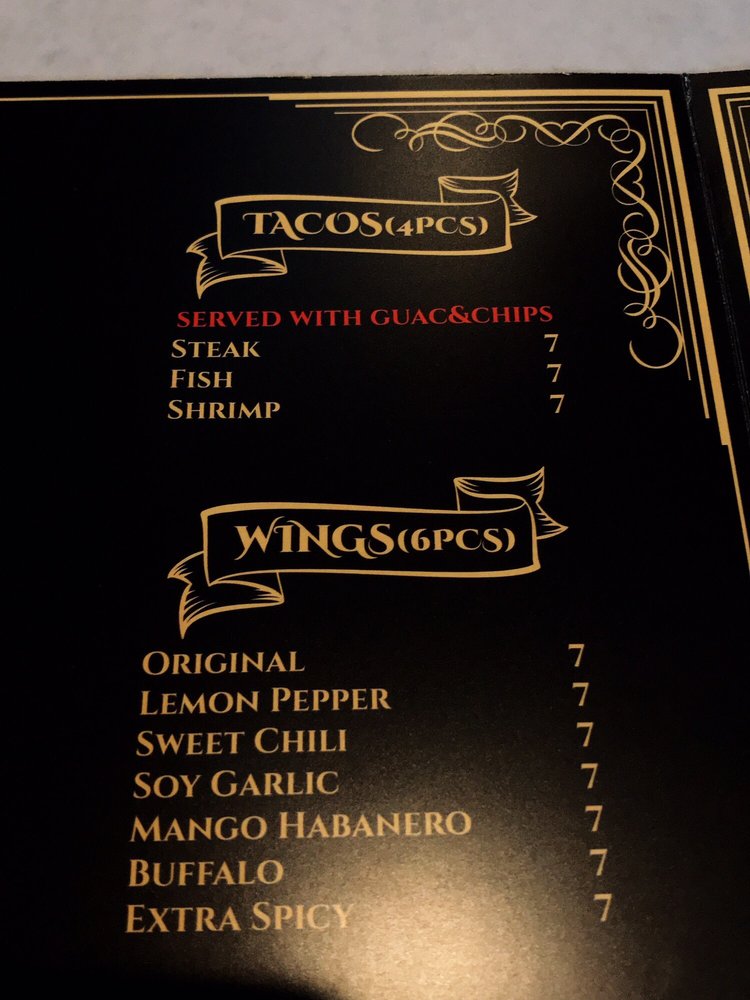 TACOS(4PCS)
SERVED WITH GUAC&CHIPS
STEAK 7
FISH 7
SHRIMP 7
WINGS(6PCS)
ORIGINAL 7
LEMON PEPPER 7
SWEET CHILI 7
SOY GARLIC 7
MANGO HABANERO 7
BUFFALO 7
EXTRA SPICY 7